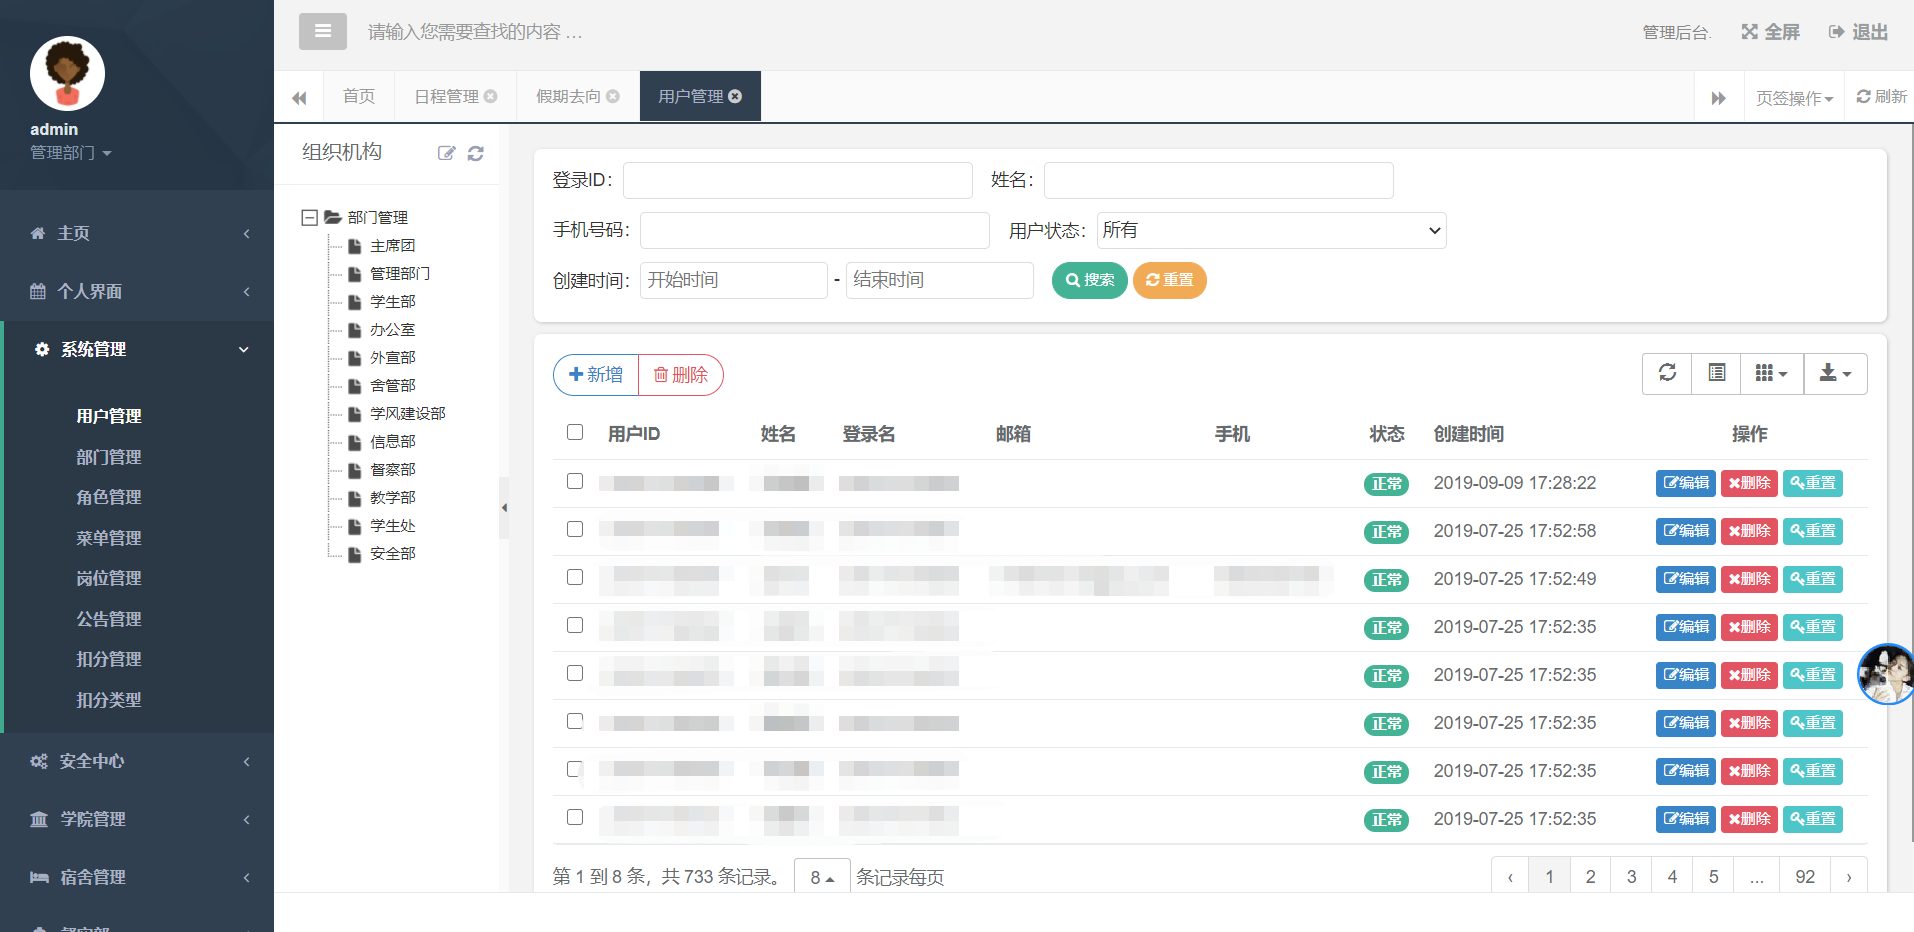 请输入您需要查找的内容 …
管理后台.
全屏
退出
admin
管理部门
首页
日程管理
假期去向
用户管理
页签操作
刷新
主页
个人界面
系统管理
用户管理
部门管理
角色管理
菜单管理
岗位管理
公告管理
扣分管理
扣分类型
安全中心
学院管理
宿舍管理
组织机构
部门管理
主席团
管理部门
学生部
办公室
外宣部
舍管部
学风建设部
信息部
督察部
教学部
学生处
安全部
登录ID：
姓名：
手机号码：
用户状态： 所有
创建时间： 开始时间 - 结束时间 搜索 重置
新增 删除
用户ID 姓名 登录名 邮箱 手机 状态 创建时间 操作
正常 2019-09-09 17:28:22 编辑 删除 重置
正常 2019-07-25 17:52:58 编辑 删除 重置
正常 2019-07-25 17:52:49 编辑 删除 重置
正常 2019-07-25 17:52:35 编辑 删除 重置
正常 2019-07-25 17:52:35 编辑 删除 重置
正常 2019-07-25 17:52:35 编辑 删除 重置
正常 2019-07-25 17:52:35 编辑 删除 重置
正常 2019-07-25 17:52:35 编辑 删除 重置
第 1 到 8 条，共 733 条记录。 8 条记录每页
‹ 1 2 3 4 5 ... 92 ›